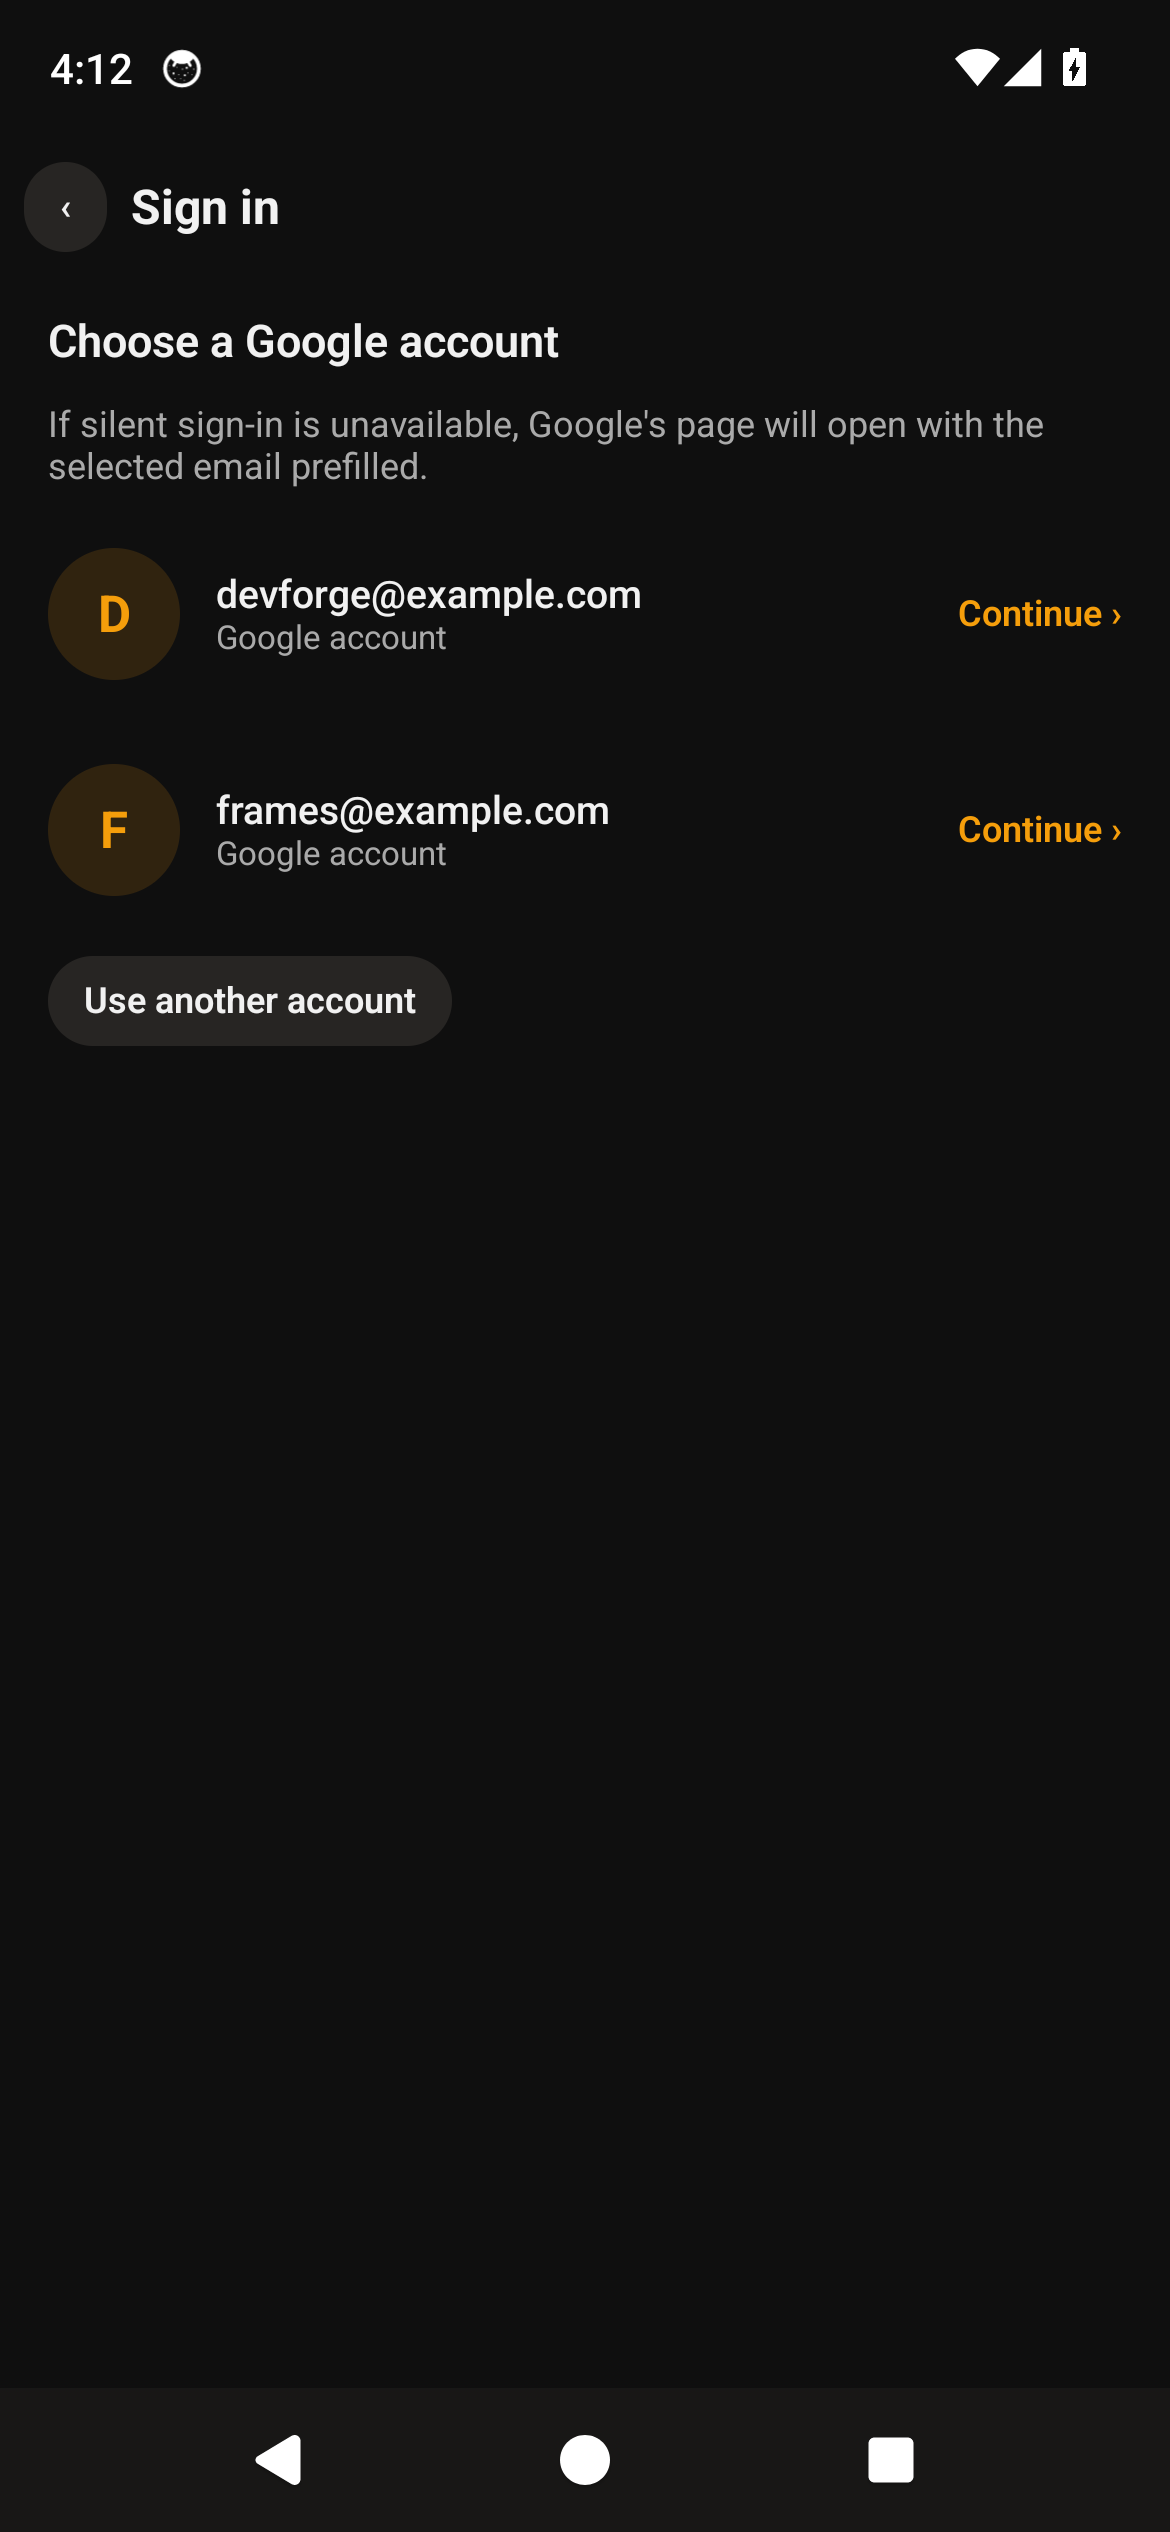 4:12
‹ Sign in
Choose a Google account
If silent sign-in is unavailable, Google's page will open with the
selected email prefilled.
D
devforge@example.com
Google account
Continue ›
F
frames@example.com
Google account
Continue ›
Use another account